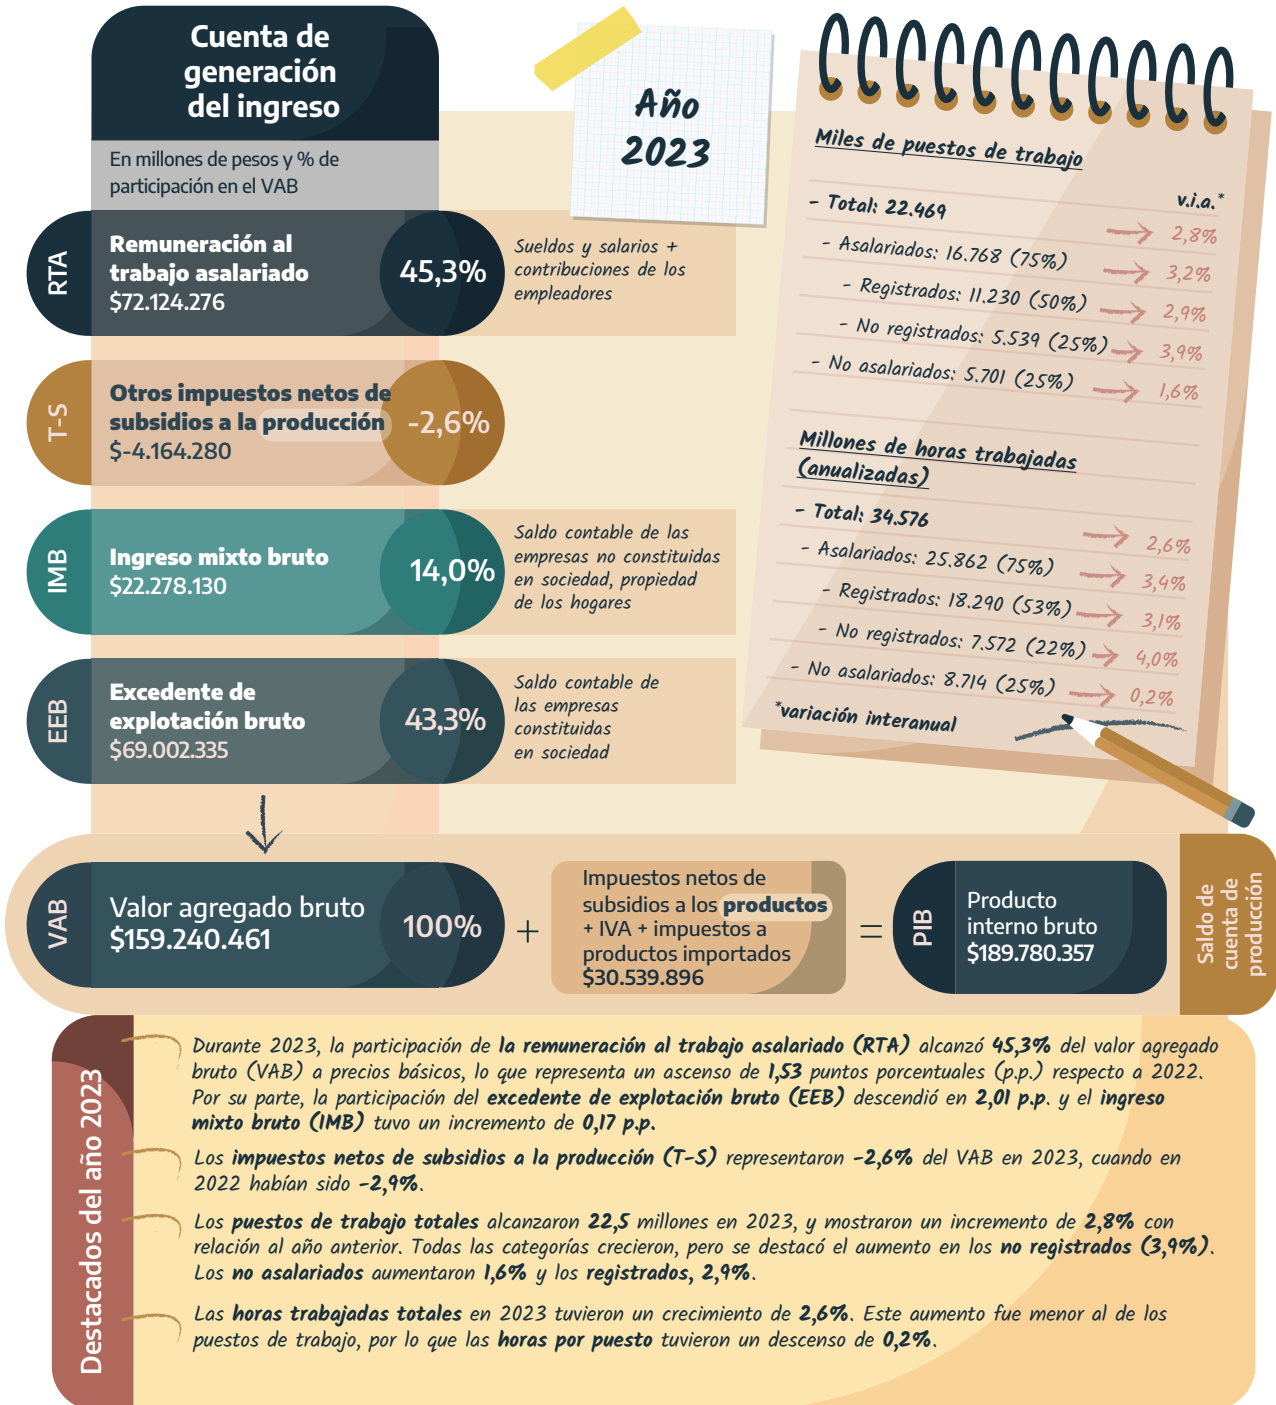 Cuenta de
generación
del ingreso
En millones de pesos y % de
participación en el VAB
RTA
Remuneración al
trabajo asalariado
$72.124.276
45,3%
Sueldos y salarios +
contribuciones de los
empleadores
T-S
Otros impuestos netos de
subsidios a la producción
$-4.164.280
-2,6%
IMB
Ingreso mixto bruto
$22.278.130
14,0%
Saldo contable de las
empresas no constituidas
en sociedad, propiedad
de los hogares
EEB
Excedente de
explotación bruto
$69.002.335
43,3%
Saldo contable de
las empresas
constituidas
en sociedad
Año
2023
Miles de puestos de trabajo
v.i.a.*
- Total: 22.469 2,8%
- Asalariados: 16.768 (75%) 3,2%
- Registrados: 11.230 (50%) 2,9%
- No registrados: 5.539 (25%) 3,9%
- No asalariados: 5.701 (25%) 1,6%
Millones de horas trabajadas
(anualizadas)
- Total: 34.576 2,6%
- Asalariados: 25.862 (75%) 3,4%
- Registrados: 18.290 (53%) 3,1%
- No registrados: 7.572 (22%) 4,0%
- No asalariados: 8.714 (25%) 0,2%
*variación interanual
VAB
Valor agregado bruto
$159.240.461
100%
+
Impuestos netos de
subsidios a los productos
+ IVA + impuestos a
productos importados
$30.539.896
=
PIB
Producto
interno bruto
$189.780.357
Saldo de
cuenta de
producción
Destacados del año 2023
Durante 2023, la participación de la remuneración al trabajo asalariado (RTA) alcanzó 45,3% del valor agregado
bruto (VAB) a precios básicos, lo que representa un ascenso de 1,53 puntos porcentuales (p.p.) respecto a 2022.
Por su parte, la participación del excedente de explotación bruto (EEB) descendió en 2,01 p.p. y el ingreso
mixto bruto (IMB) tuvo un incremento de 0,17 p.p.
Los impuestos netos de subsidios a la producción (T-S) representaron -2,6% del VAB en 2023, cuando en
2022 habían sido -2,9%.
Los puestos de trabajo totales alcanzaron 22,5 millones en 2023, y mostraron un incremento de 2,8% con
relación al año anterior. Todas las categorías crecieron, pero se destacó el aumento en los no registrados (3,9%).
Los no asalariados aumentaron 1,6% y los registrados, 2,9%.
Las horas trabajadas totales en 2023 tuvieron un crecimiento de 2,6%. Este aumento fue menor al de los
puestos de trabajo, por lo que las horas por puesto tuvieron un descenso de 0,2%.